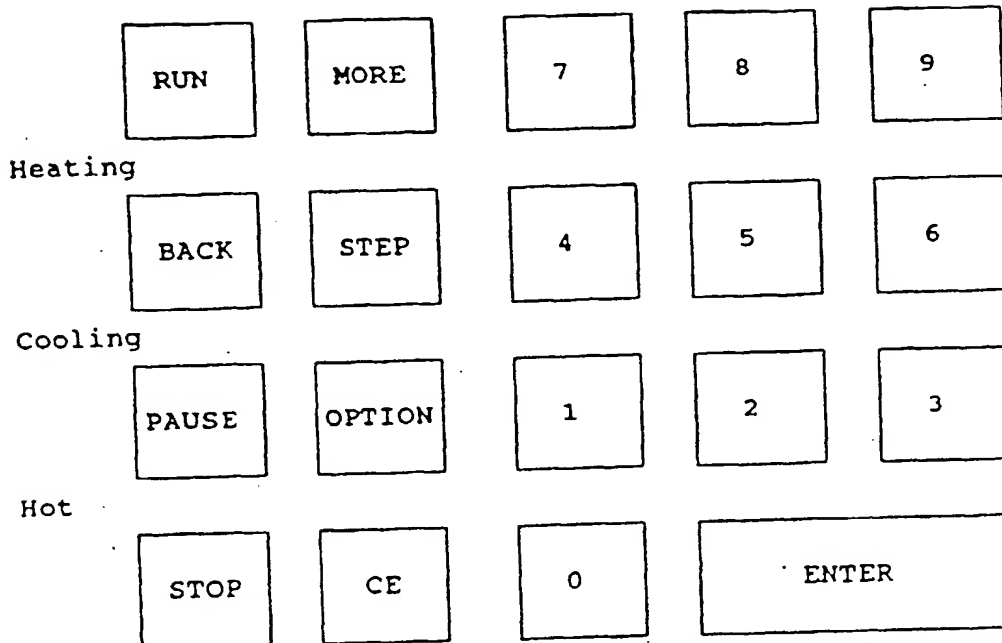 RUN MORE 7 8 9
Heating
BACK STEP 4 5 6
Cooling
PAUSE OPTION 1 2 3
Hot
STOP CE 0 ENTER